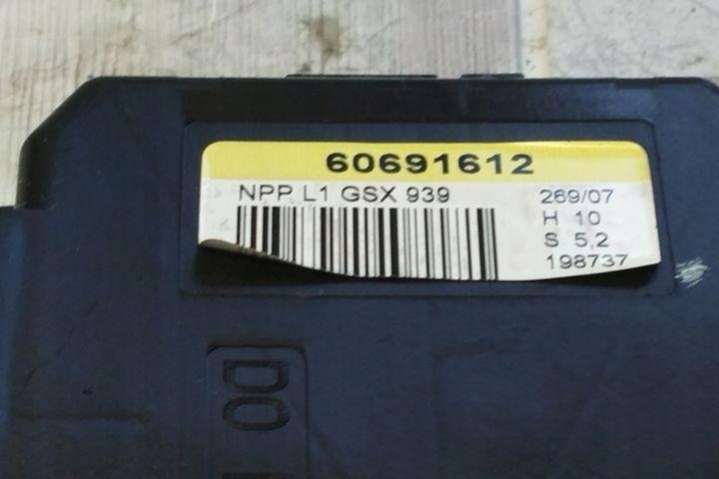 60691612
NPP L1 GSX 939
269/07
H 10
S 5,2
198737
DO